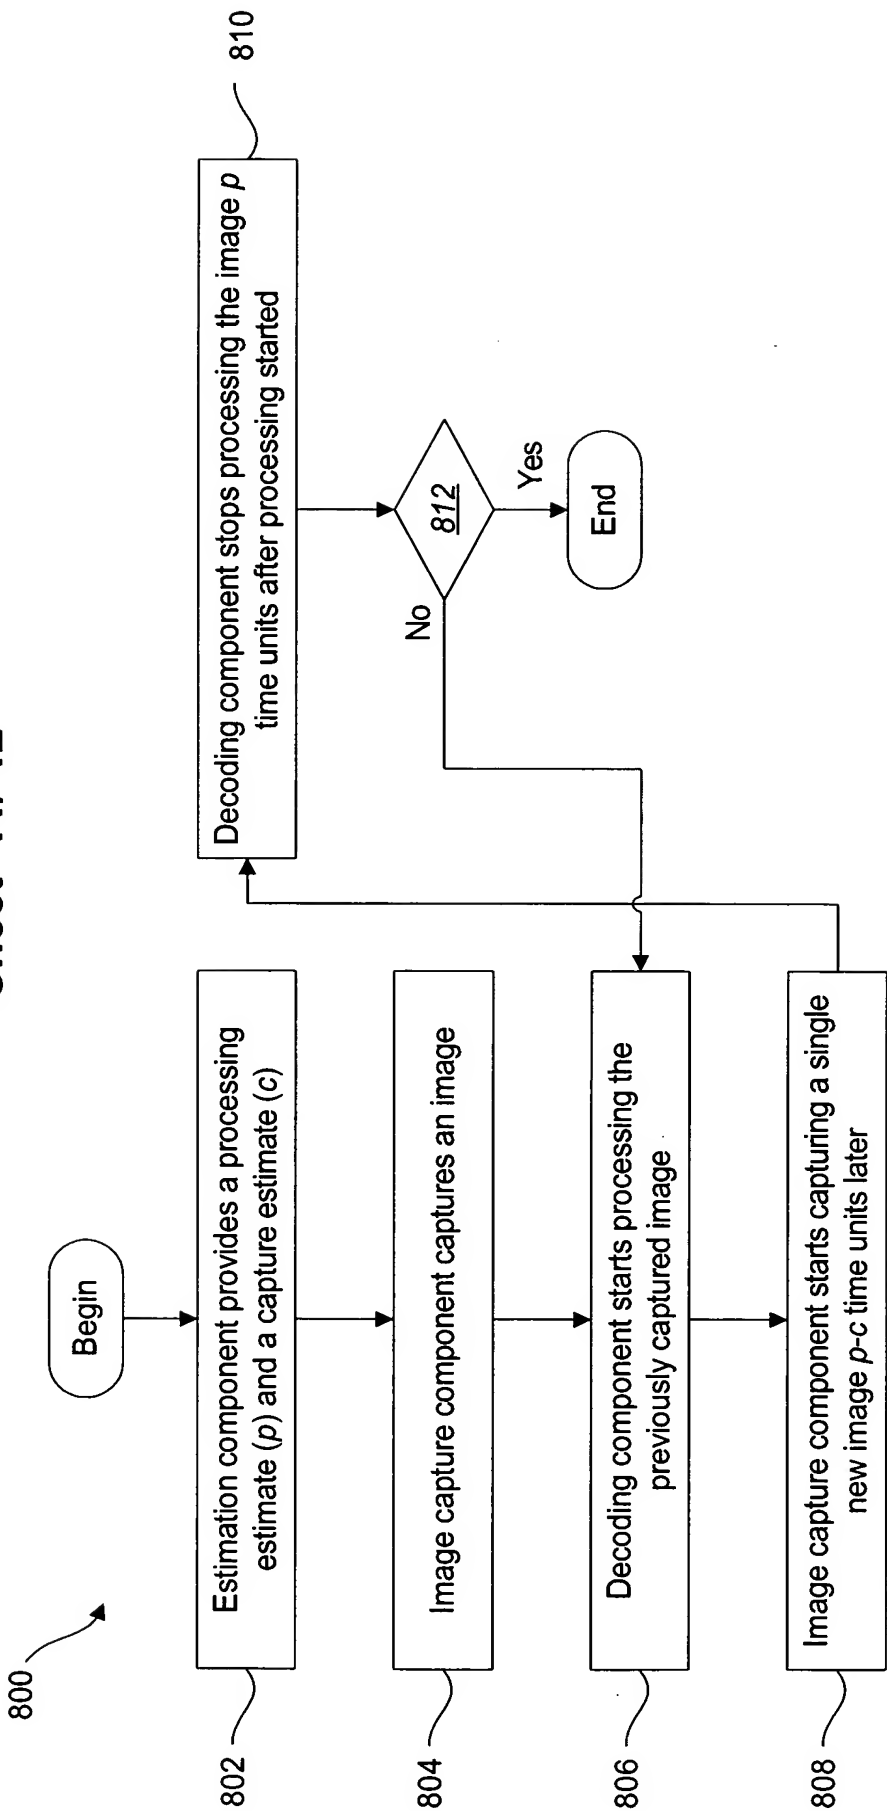 800
Begin
802
Estimation component provides a processing
estimate (p) and a capture estimate (c)
804
Image capture component captures an image
806
Decoding component starts processing the
previously captured image
808
Image capture component starts capturing a single
new image p-c time units later
810
Decoding component stops processing the image p
time units after processing started
812
No
Yes
End